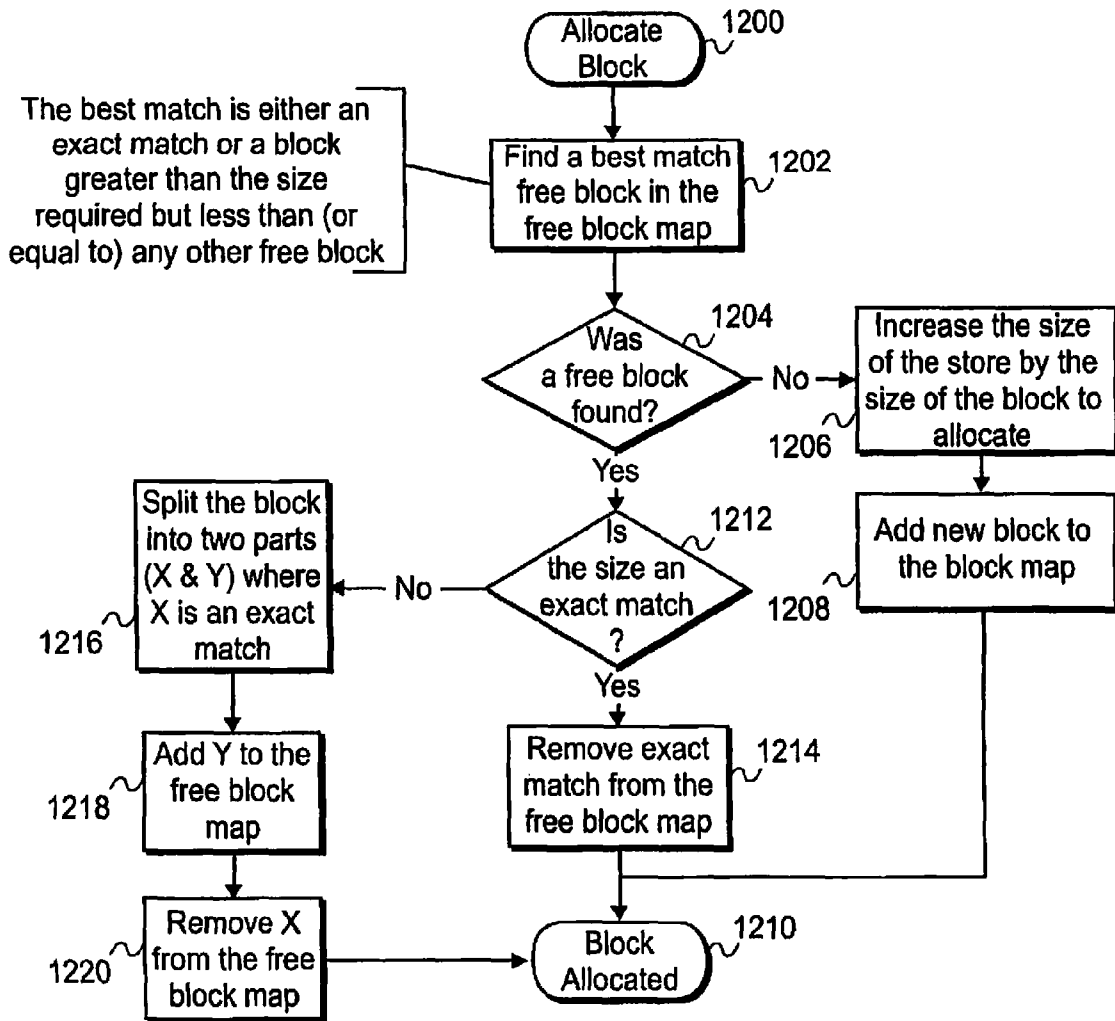 Allocate
Block
1200
The best match is either an
exact match or a block
greater than the size
required but less than (or
equal to) any other free block
Find a best match
free block in the
free block map
1202
Was
a free block
found?
1204
No
Increase the size
of the store by the
size of the block to
allocate
1206
Yes
Add new block to
the block map
1208
Is
the size an
exact match
?
1212
No
Split the block
into two parts
(X & Y) where
X is an exact
match
1216
Yes
Remove exact
match from the
free block map
1214
Add Y to the
free block
map
1218
Remove X
from the free
block map
1220
Block
Allocated
1210